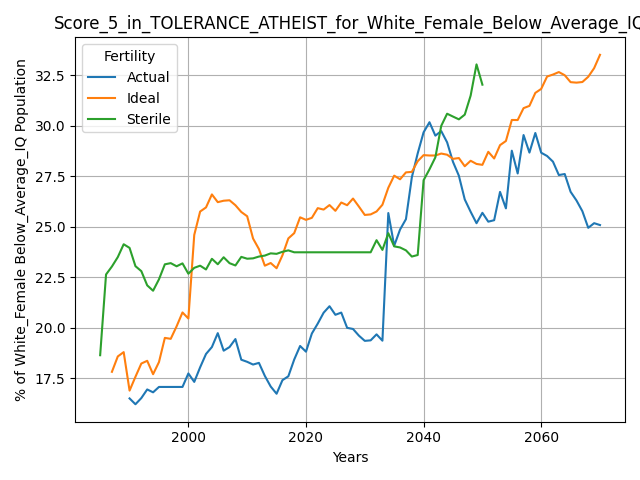 Score_5_in_TOLERANCE_ATHEIST_for_White_Female_Below_Average_IQ
Fertility
Actual
Ideal
Sterile
% of White_Female Below_Average_IQ Population
32.5
30.0
27.5
25.0
22.5
20.0
17.5
2000
2020
2040
2060
Years